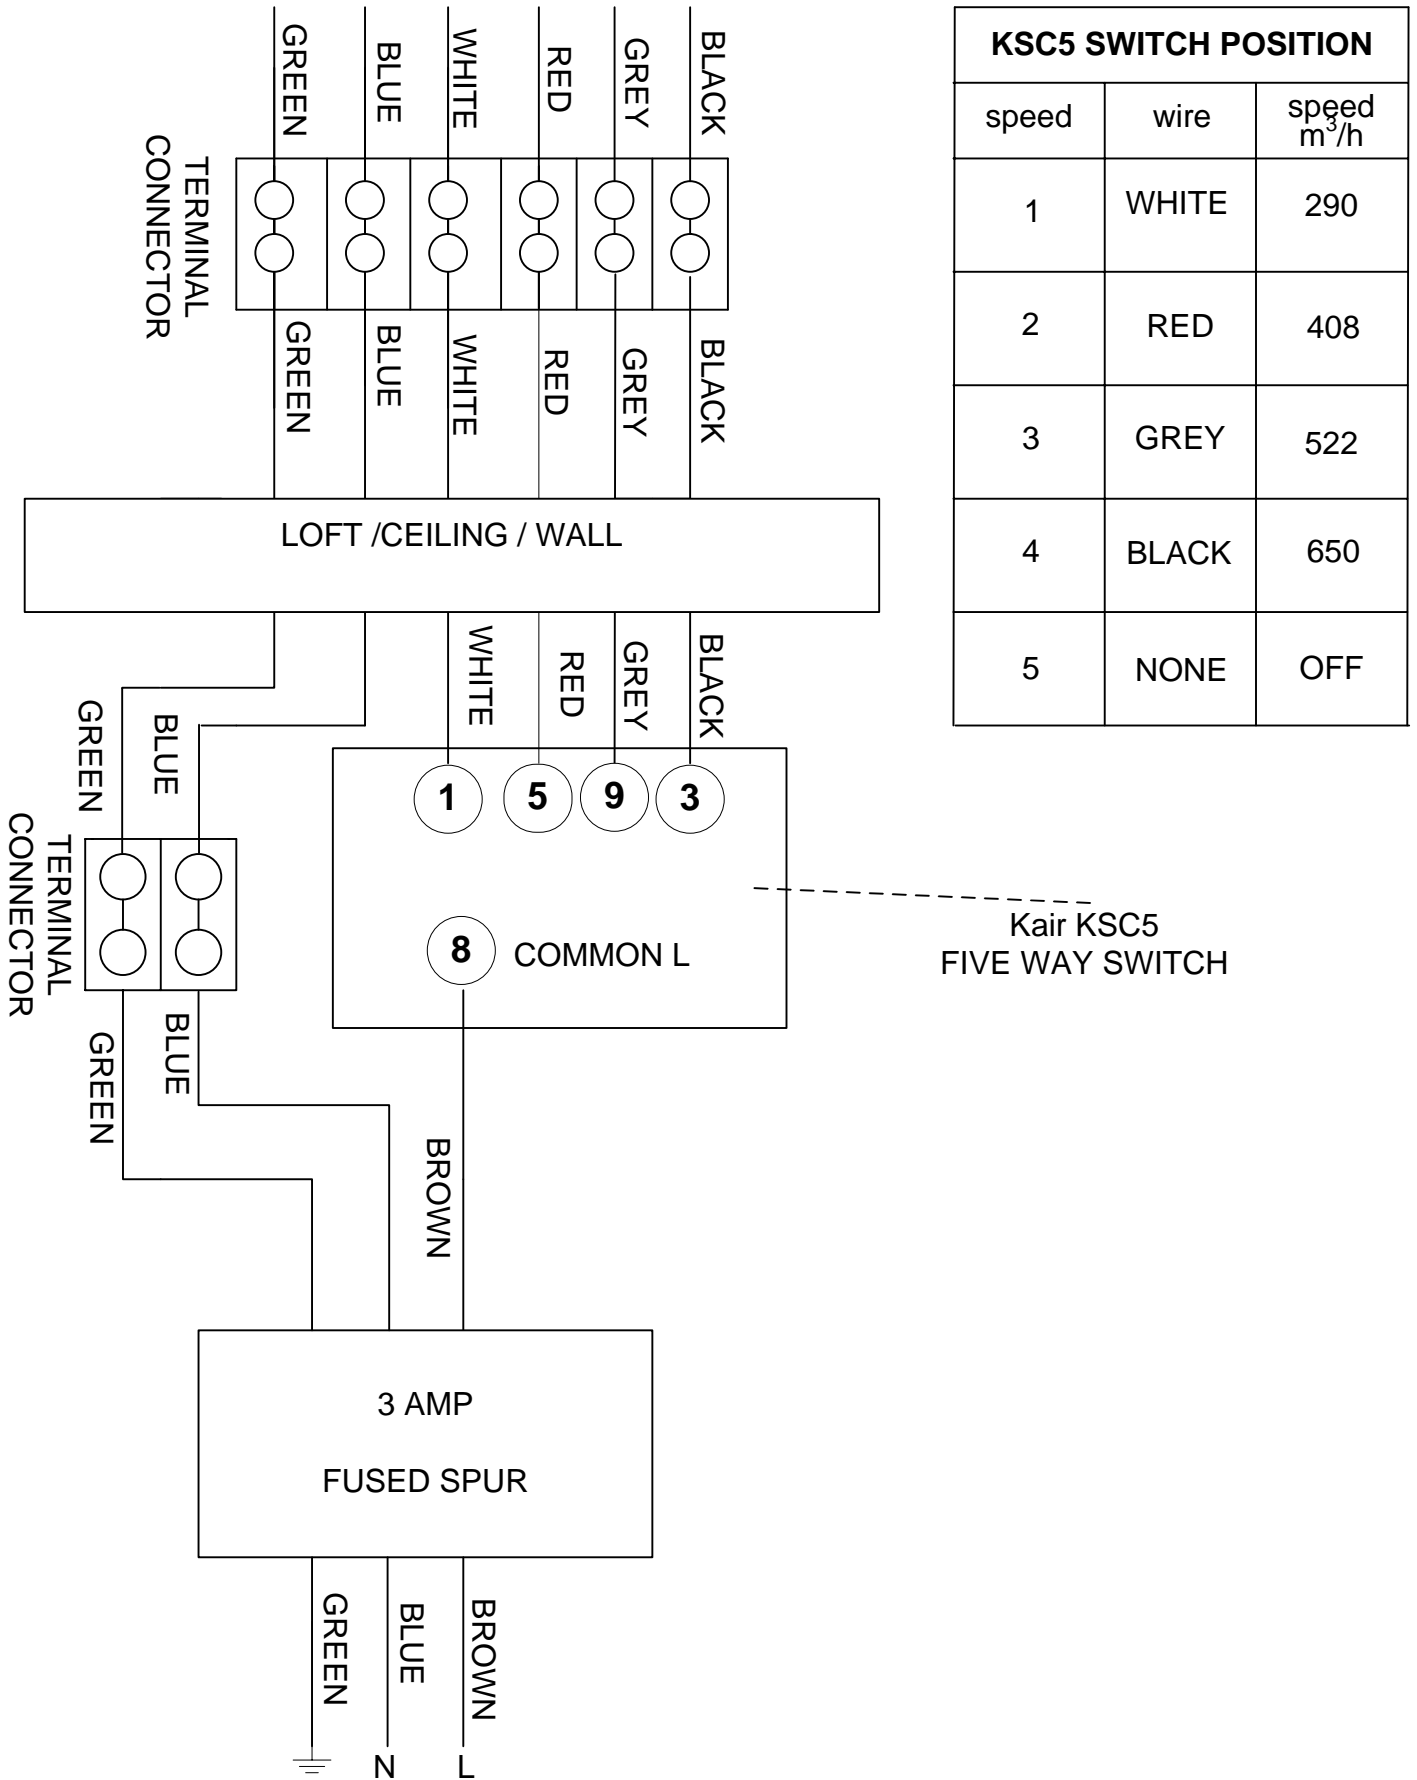 GREEN
BLUE
WHITE
RED
GREY
BLACK
TERMINAL
CONNECTOR
GREEN
BLUE
WHITE
RED
GREY
BLACK
LOFT /CEILING / WALL
WHITE
RED
GREY
BLACK
GREEN
BLUE
1
5
9
3
TERMINAL
CONNECTOR
8
COMMON L
Kair KSC5
FIVE WAY SWITCH
GREEN
BLUE
BROWN
3 AMP
FUSED SPUR
GREEN
BLUE
BROWN
N
L
KSC5 SWITCH POSITION
speed
wire
speed
m³/h
1
WHITE
290
2
RED
408
3
GREY
522
4
BLACK
650
5
NONE
OFF